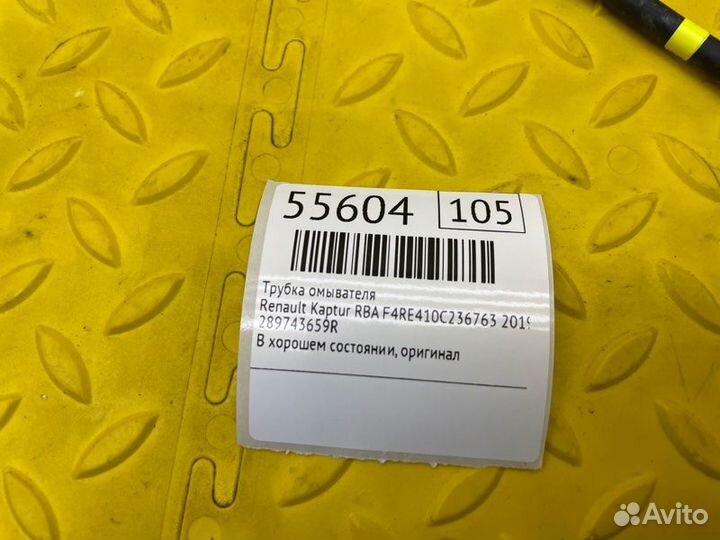 55604 105
Трубка омывателя
Renault Kaptur RBA F4RE410C236763 2019
289743659R
В хорошем состоянии, оригинал
Avito